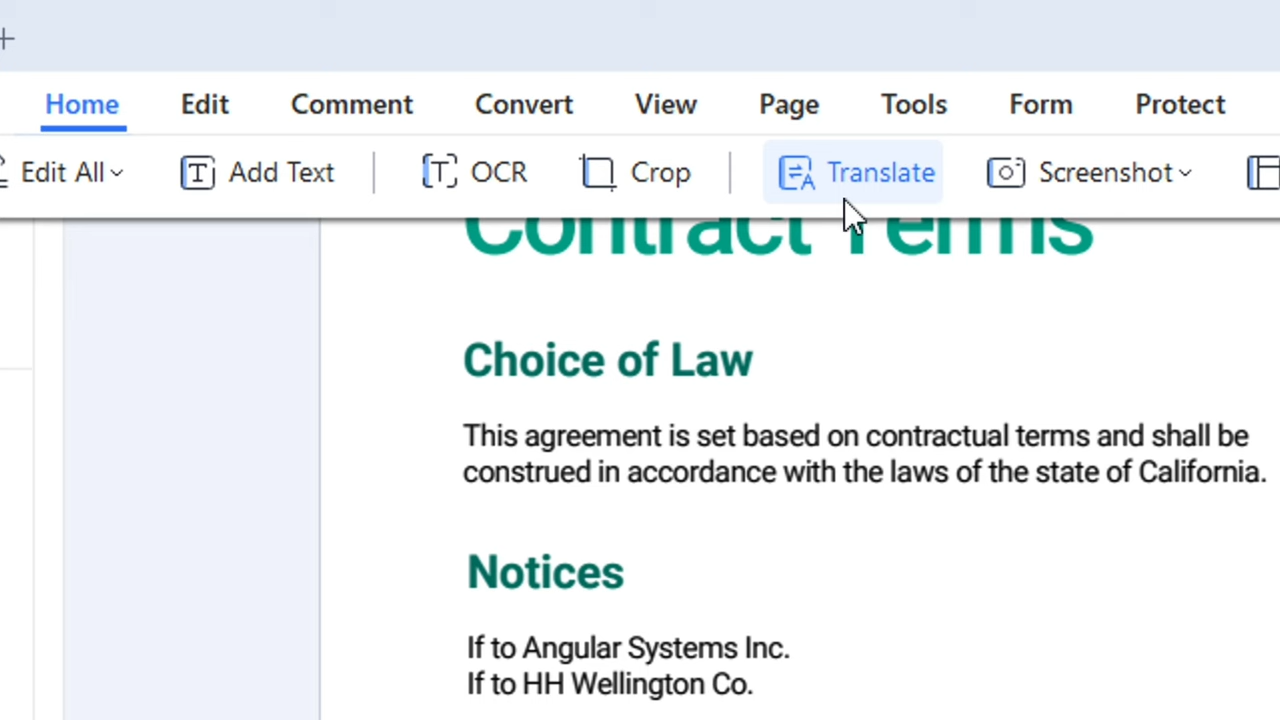 Home Edit Comment Convert View Page Tools Form Protect
Edit All Add Text OCR Crop Translate Screenshot
Contract Terms
Choice of Law
This agreement is set based on contractual terms and shall be
construed in accordance with the laws of the state of California.
Notices
If to Angular Systems Inc.
If to HH Wellington Co.